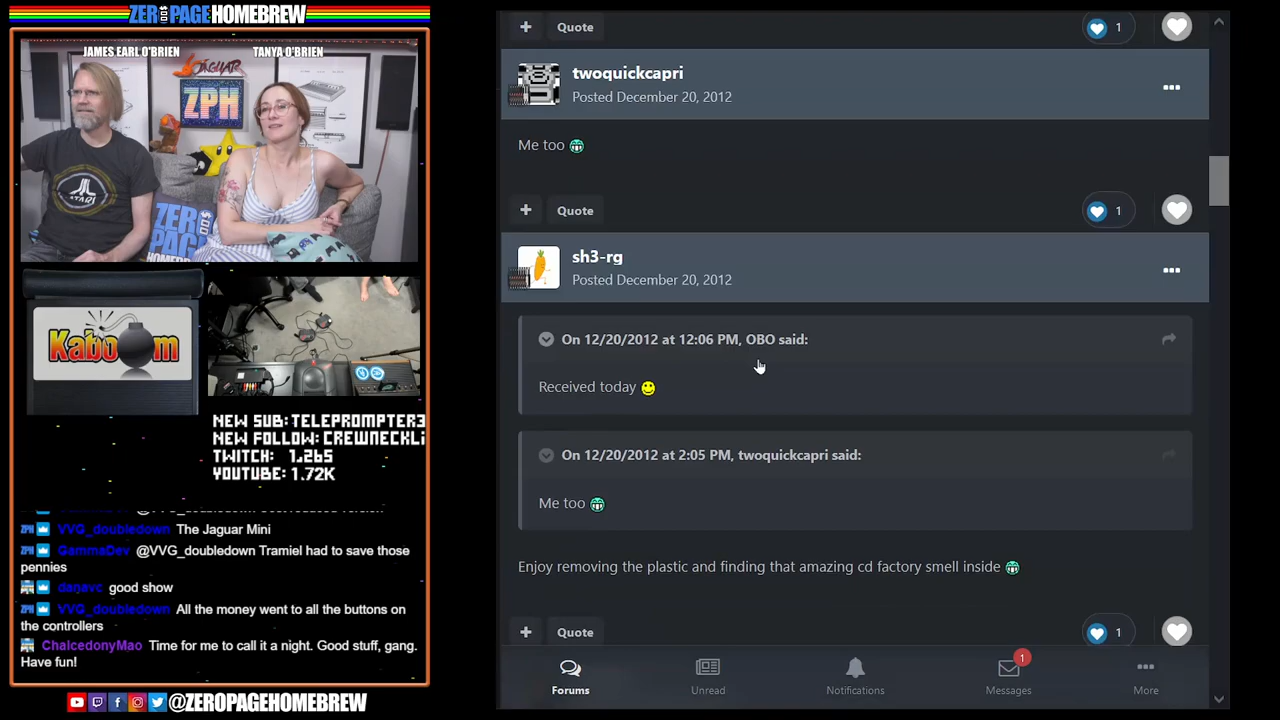 ZERO PAGE HOMEBREW
JAMES EARL O'BRIEN
TANYA O'BRIEN
JAGUAR
ZPH
ATARI
ZERO
PAGE
HOMEBREW
Kaboom
NEW SUB: TELEPROMPTER3
NEW FOLLOW: CREWNECKLI
TWITCH: 1,265
YOUTUBE: 1.72K
VVG_doubledown The Jaguar Mini
GammaDev @VVG_doubledown Tramiel had to save those
pennies
danavc good show
VVG_doubledown All the money went to all the buttons on
the controllers
ChalcedonyMao Time for me to call it a night. Good stuff, gang.
Have fun!
@ZEROPAGEHOMEBREW
+ Quote 1
twoquickcapri
Posted December 20, 2012
Me too
+ Quote 1
sh3-rg
Posted December 20, 2012
On 12/20/2012 at 12:06 PM, OBO said:
Received today
On 12/20/2012 at 2:05 PM, twoquickcapri said:
Me too
Enjoy removing the plastic and finding that amazing cd factory smell inside
+ Quote 1
1
Forums Unread Notifications Messages More